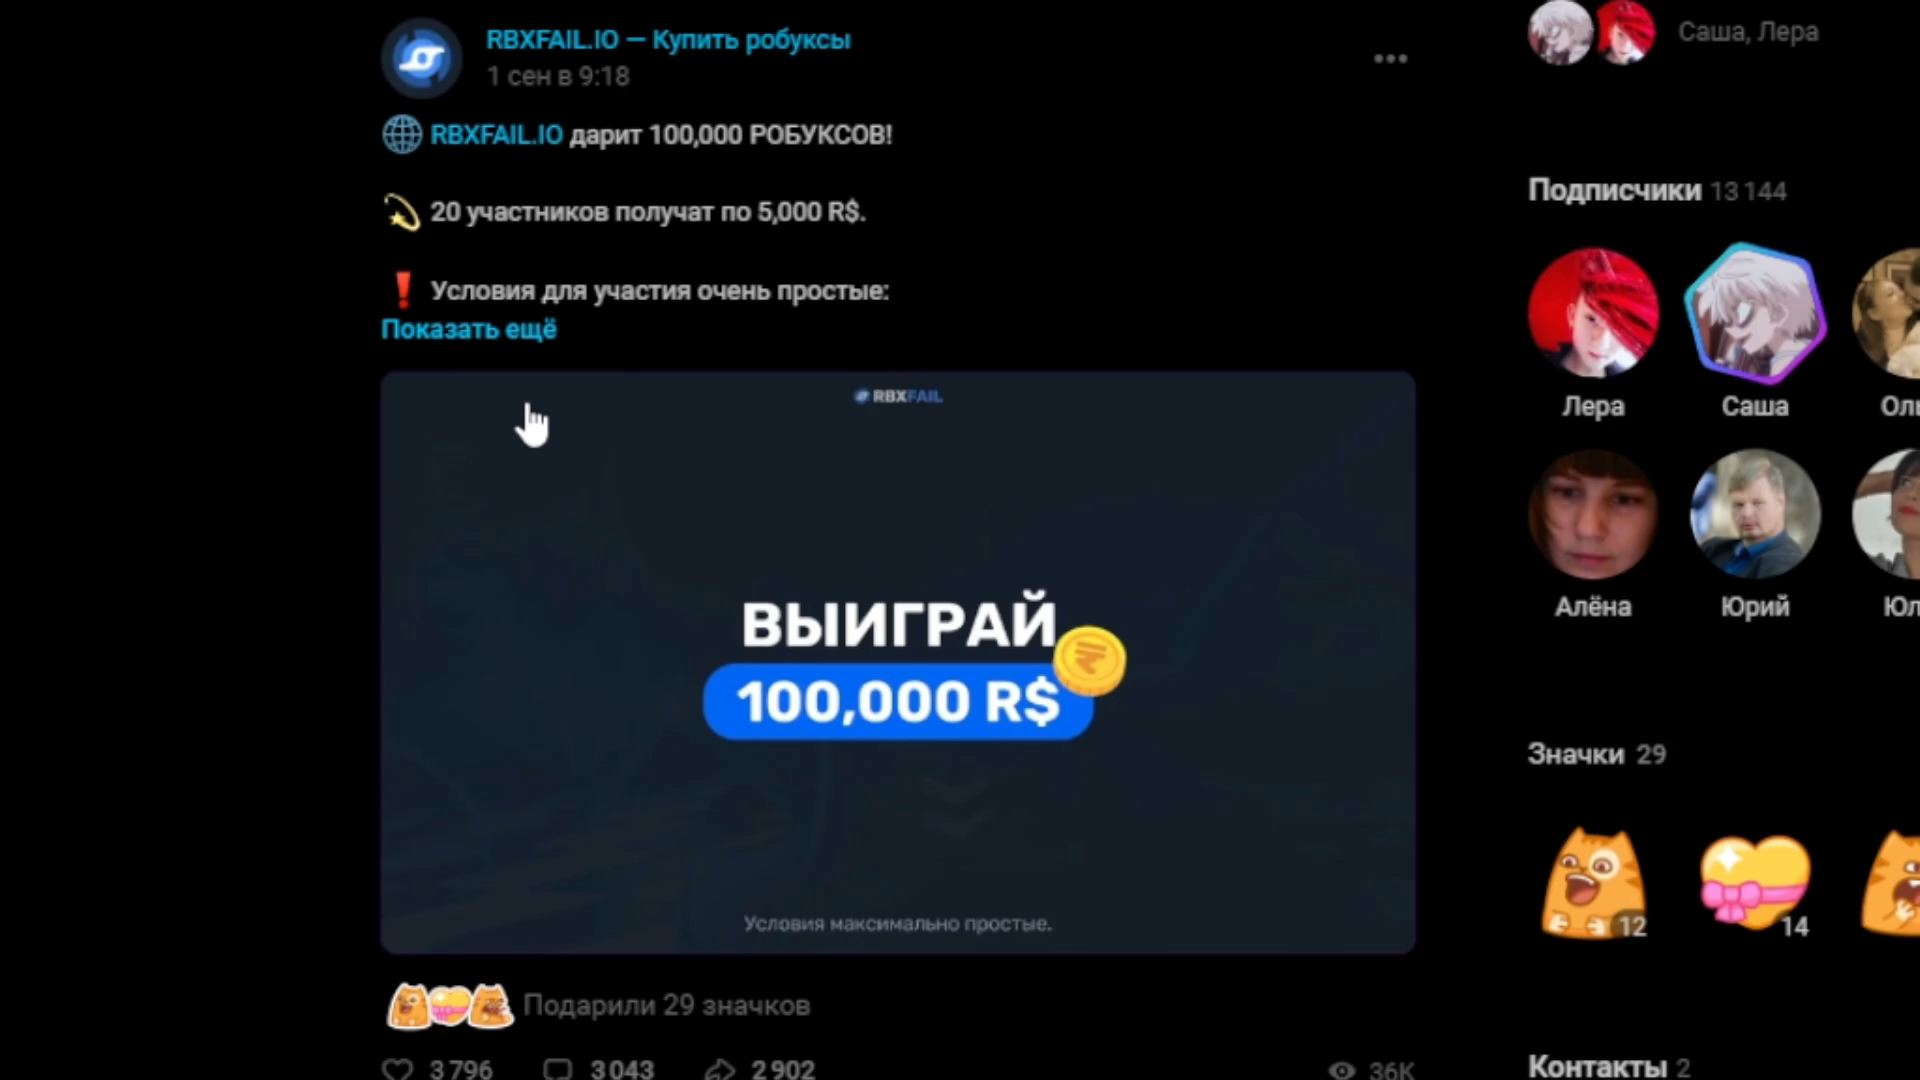 RBXFAIL.IO — Купить робуксы
1 сен в 9:18
RBXFAIL.IO дарит 100,000 РОБУКСОВ!
20 участников получат по 5,000 R$.
Условия для участия очень простые:
Показать ещё
RBXFAIL
ВЫИГРАЙ
100,000 R$
Условия максимально простые.
Подарили 29 значков
3 796
3 043
2 902
36K
Саша, Лера
Подписчики 13 144
Лера
Саша
Алёна
Юрий
Значки 29
12
14
Контакты 2